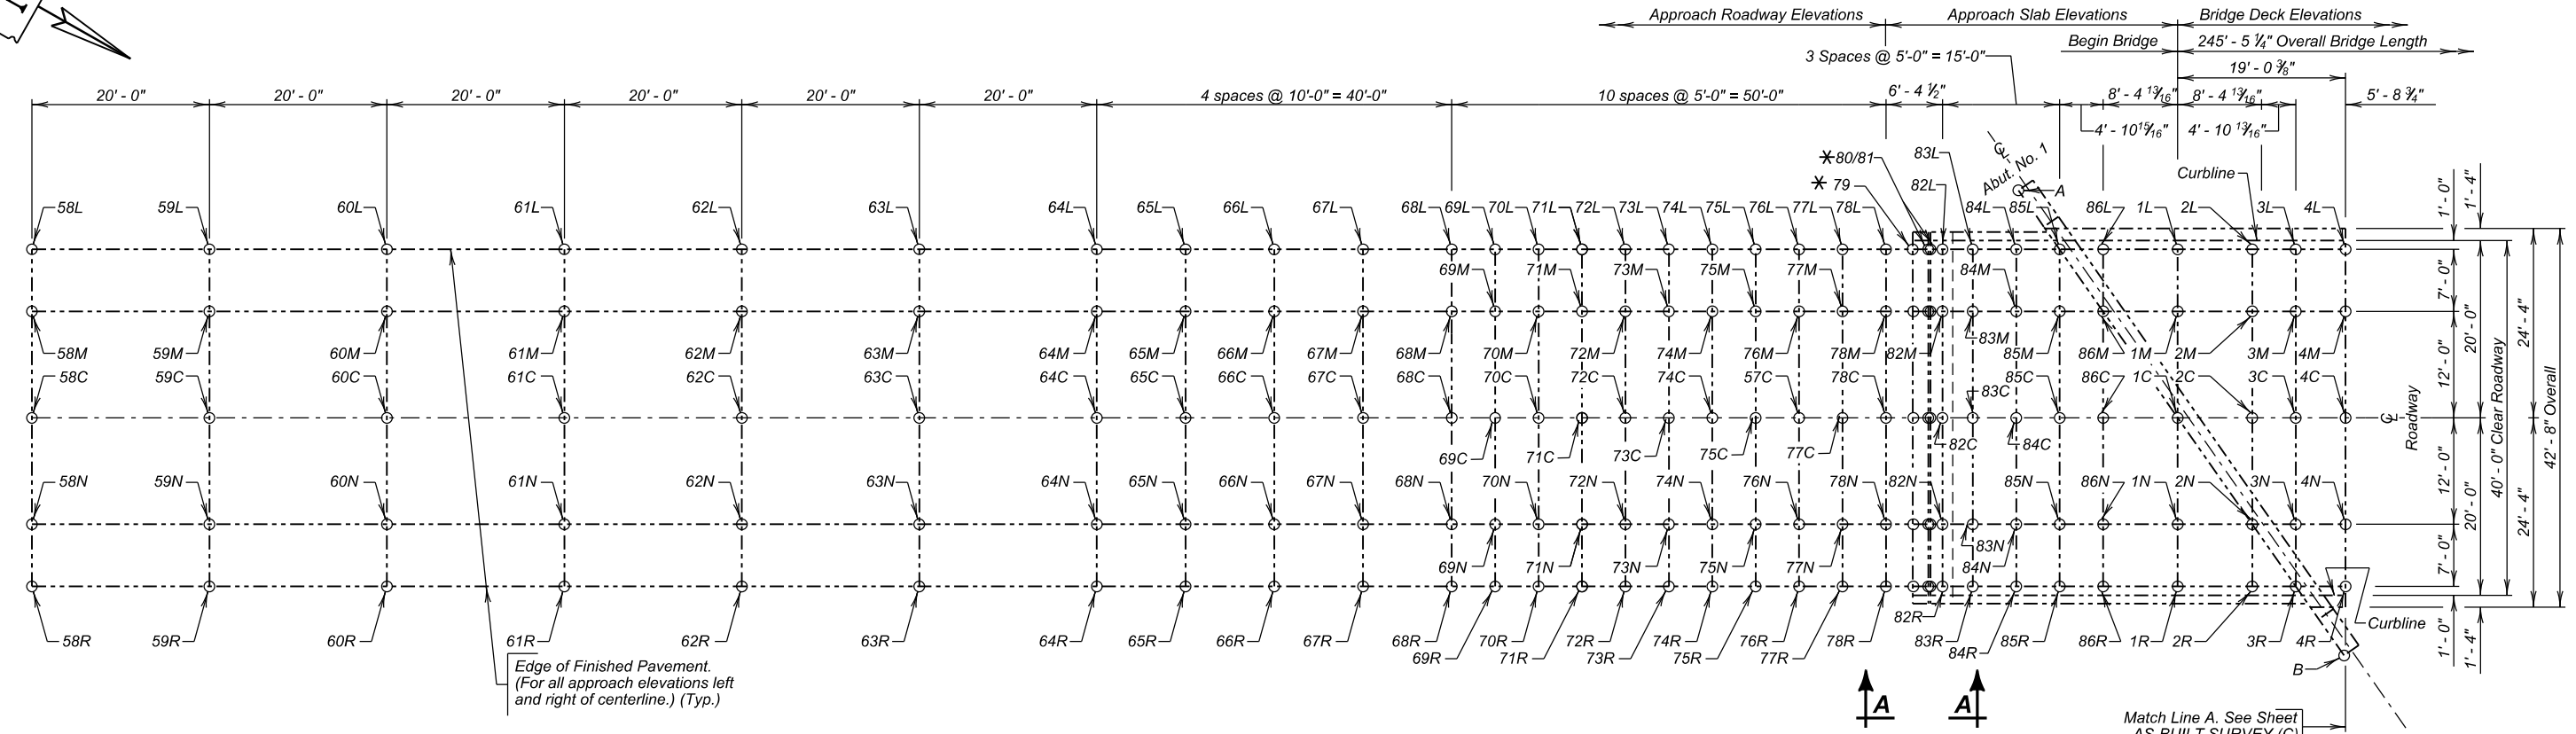 Approach Roadway Elevations Approach Slab Elevations Bridge Deck Elevations
Begin Bridge 245' - 5 1/4" Overall Bridge Length
3 Spaces @ 5'-0" = 15'-0"
19' - 0 3/8"
20' - 0" 20' - 0" 20' - 0" 20' - 0" 20' - 0" 20' - 0" 4 spaces @ 10'-0" = 40'-0" 10 spaces @ 5'-0" = 50'-0" 6' - 4 1/2" 8' - 4 13/16" 8' - 4 13/16" 5' - 8 3/4"
4' - 10 15/16" 4' - 10 13/16"
*80/81 83L ℄ Abut. No. 1
* 79 82L A Curbline
58L 59L 60L 61L 62L 63L 64L 65L 66L 67L 68L 69L 70L 71L 72L 73L 74L 75L 76L 77L 78L 84L 85L 86L 1L 2L 3L 4L
69M 71M 73M 75M 77M 84M
83M
58M 59M 60M 61M 62M 63M 64M 65M 66M 67M 68M 70M 72M 74M 76M 78M 82M 85M 86M 1M 2M 3M 4M
58C 59C 60C 61C 62C 63C 64C 65C 66C 67C 68C 70C 72C 74C 57C 78C 85C 86C 1C 2C 3C 4C
83C
℄ Roadway
69C 71C 73C 75C 77C 82C 84C
58N 59N 60N 61N 62N 63N 64N 65N 66N 67N 68N 70N 72N 74N 76N 78N 82N 85N 86N 1N 2N 3N 4N
83N
69N 71N 73N 75N 77N 84N
82R
58R 59R 60R 61R 62R 63R 64R 65R 66R 67R 68R 70R 72R 74R 76R 78R 83R 85R 86R 1R 2R 3R 4R
69R 71R 73R 75R 77R 84R
Curbline
B
1' - 0" 1' - 4"
7' - 0"
12' - 0" 20' - 0" 24' - 4"
40' - 0" Clear Roadway
42' - 8" Overall
12' - 0" 20' - 0" 24' - 4"
7' - 0"
1' - 0" 1' - 4"
Edge of Finished Pavement.
(For all approach elevations left
and right of centerline.) (Typ.)
A A
Match Line A. See Sheet
AS BUILT SURVEY (C)